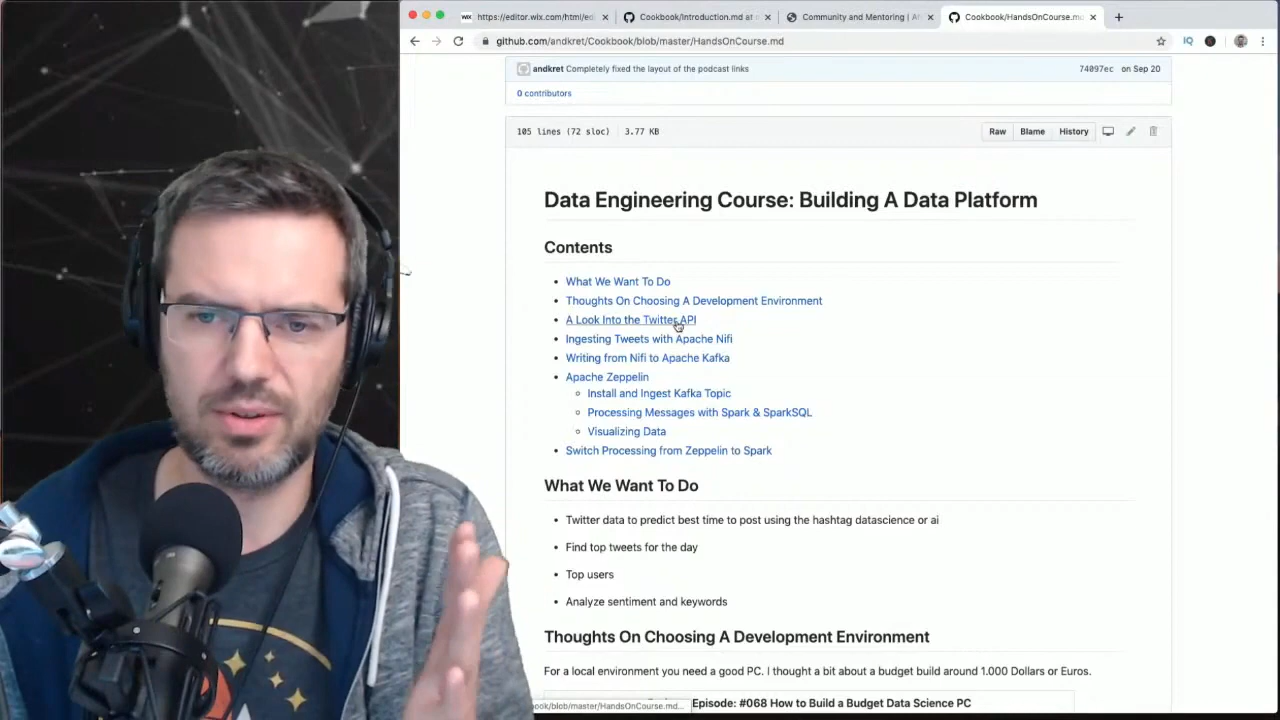 https://editor.wix.com/html/ed
Cookbook/Introduction.md at
Community and Mentoring | A
Cookbook/HandsOnCourse.md
github.com/andkret/Cookbook/blob/master/HandsOnCourse.md
IQ
andkret Completely fixed the layout of the podcast links
74097ec on Sep 20
0 contributors
105 lines (72 sloc) 3.77 KB
Raw Blame History
Data Engineering Course: Building A Data Platform
Contents
What We Want To Do
Thoughts On Choosing A Development Environment
A Look Into the Twitter API
Ingesting Tweets with Apache Nifi
Writing from Nifi to Apache Kafka
Apache Zeppelin
Install and Ingest Kafka Topic
Processing Messages with Spark & SparkSQL
Visualizing Data
Switch Processing from Zeppelin to Spark
What We Want To Do
Twitter data to predict best time to post using the hashtag datascience or ai
Find top tweets for the day
Top users
Analyze sentiment and keywords
Thoughts On Choosing A Development Environment
For a local environment you need a good PC. I thought a bit about a budget build around 1.000 Dollars or Euros.
Episode: #068 How to Build a Budget Data Science PC
ook/blob/master/HandsOnCourse.md...